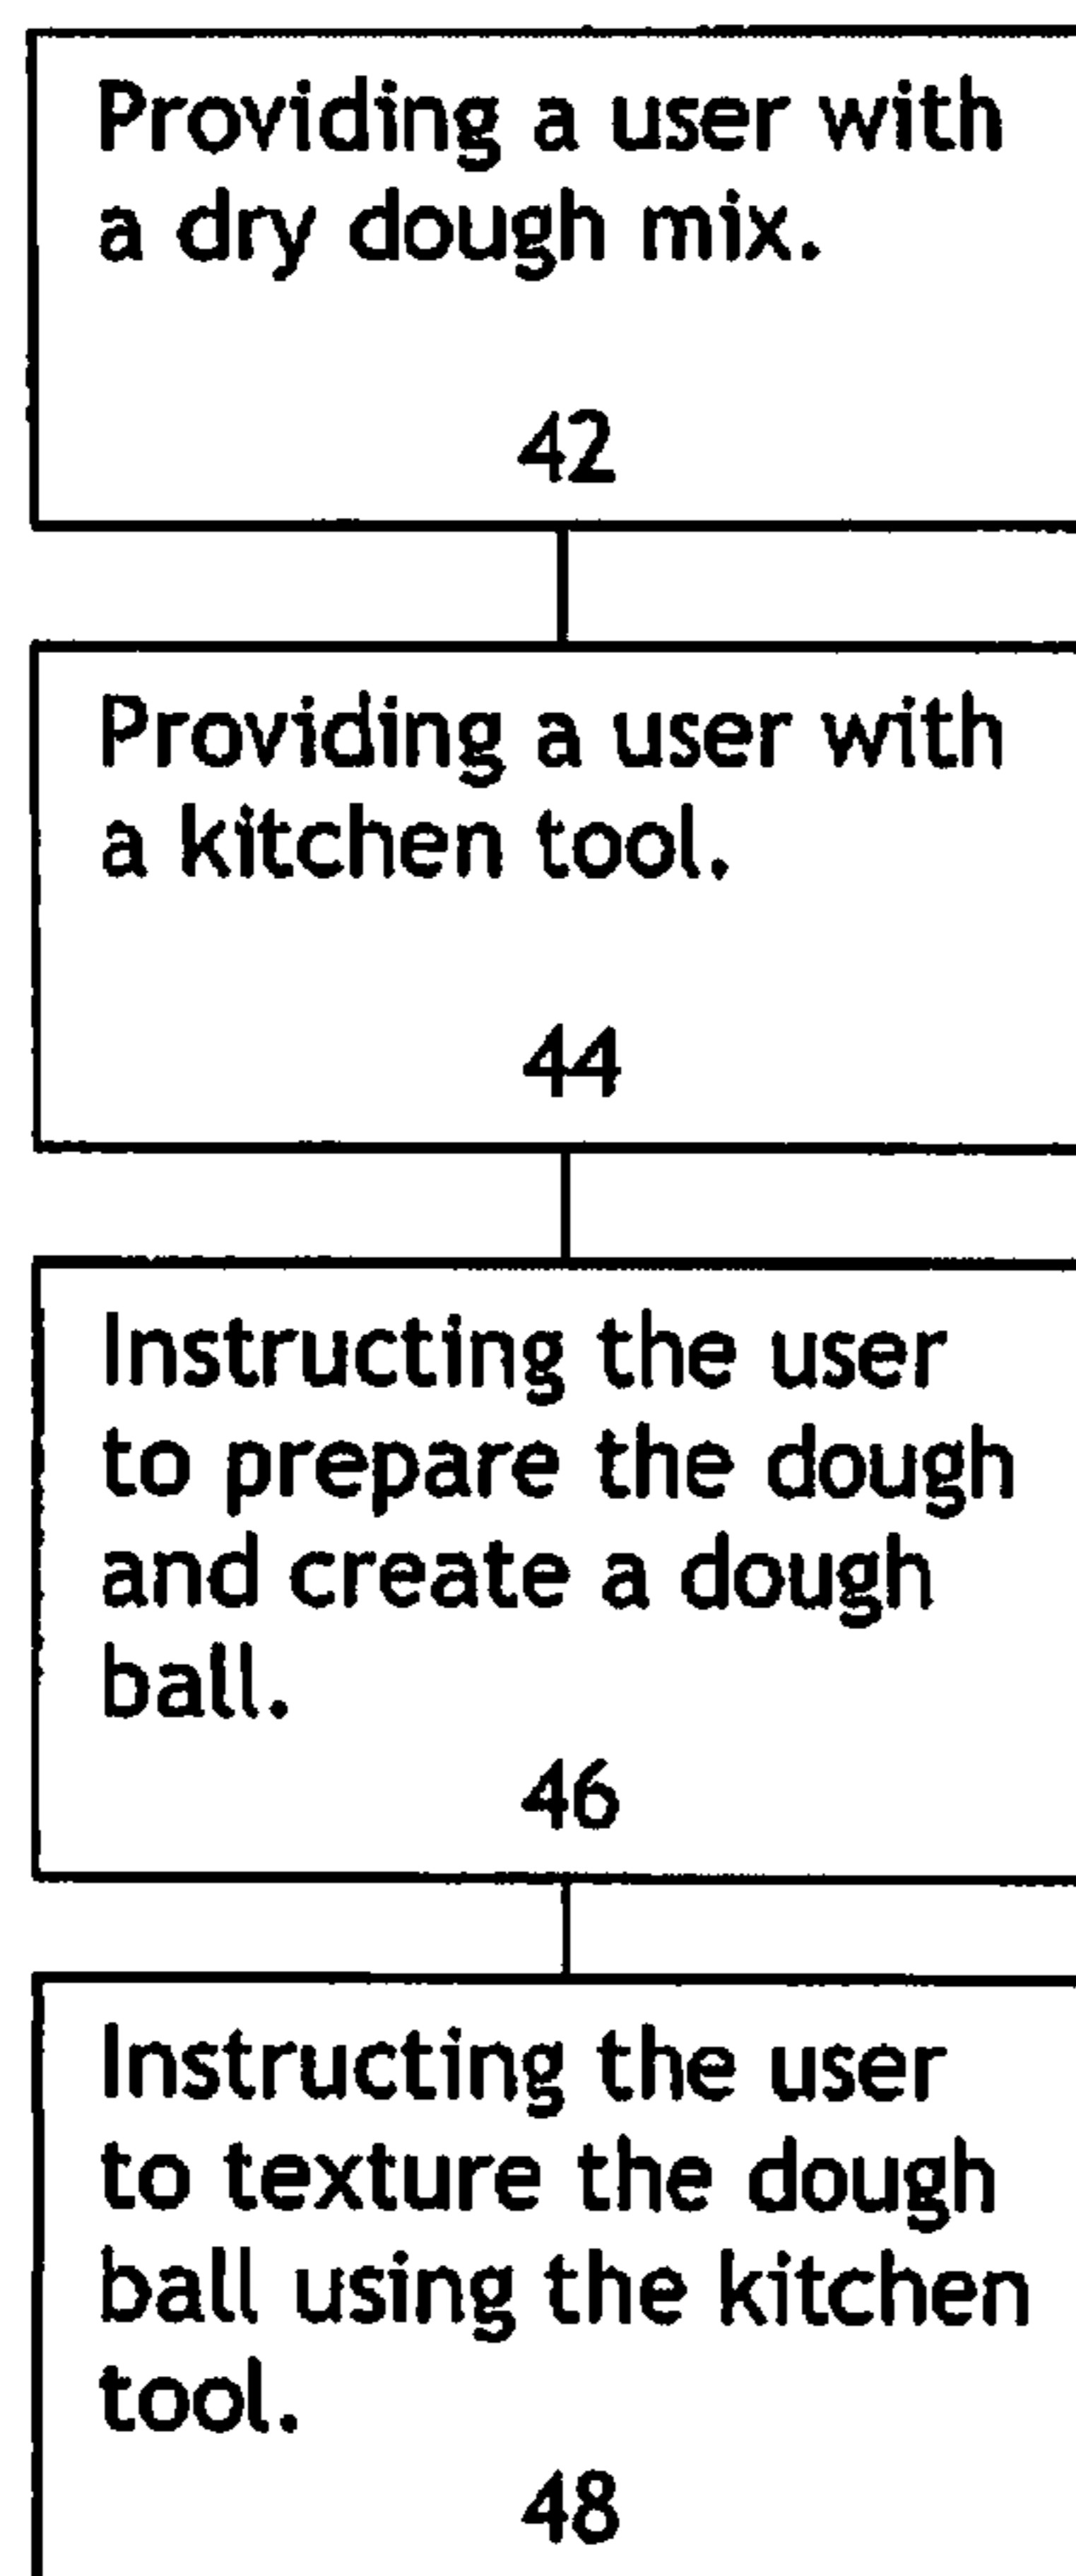 Providing a user with
a dry dough mix.
42
Providing a user with
a kitchen tool.
44
Instructing the user
to prepare the dough
and create a dough
ball.
46
Instructing the user
to texture the dough
ball using the kitchen
tool.
48